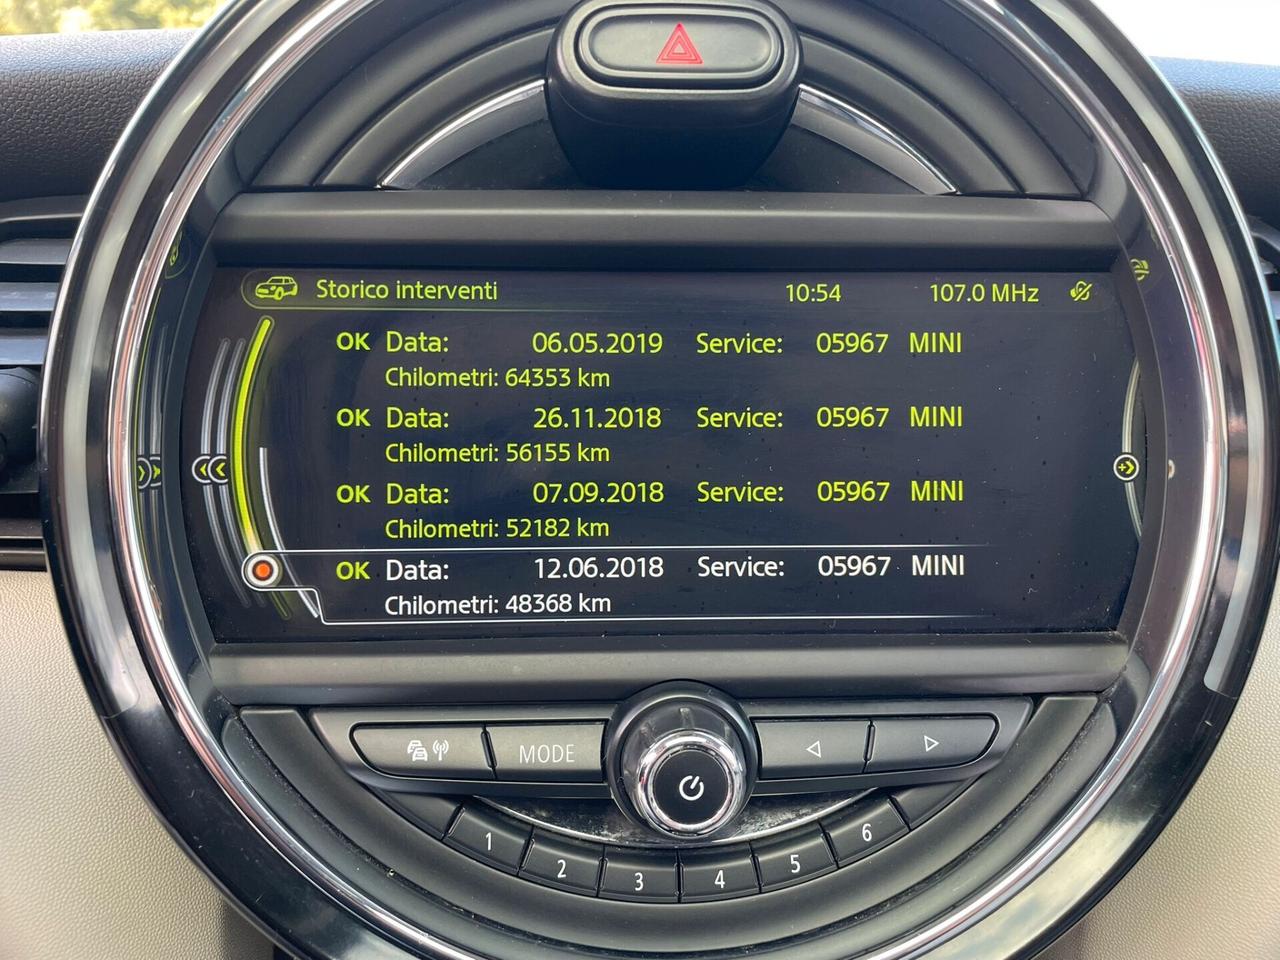 Storico interventi 10:54 107.0 MHz
OK Data: 06.05.2019 Service: 05967 MINI
Chilometri: 64353 km
OK Data: 26.11.2018 Service: 05967 MINI
Chilometri: 56155 km
OK Data: 07.09.2018 Service: 05967 MINI
Chilometri: 52182 km
OK Data: 12.06.2018 Service: 05967 MINI
Chilometri: 48368 km
MODE
1 2 3 4 5 6